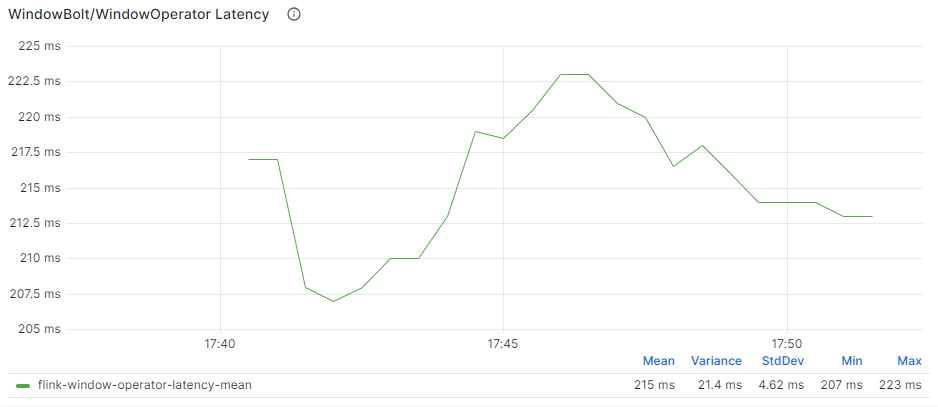 WindowBolt/WindowOperator Latency
225 ms
222.5 ms
220 ms
217.5 ms
215 ms
212.5 ms
210 ms
207.5 ms
205 ms
17:40 17:45 17:50
Mean Variance StdDev Min Max
flink-window-operator-latency-mean 215 ms 21.4 ms 4.62 ms 207 ms 223 ms